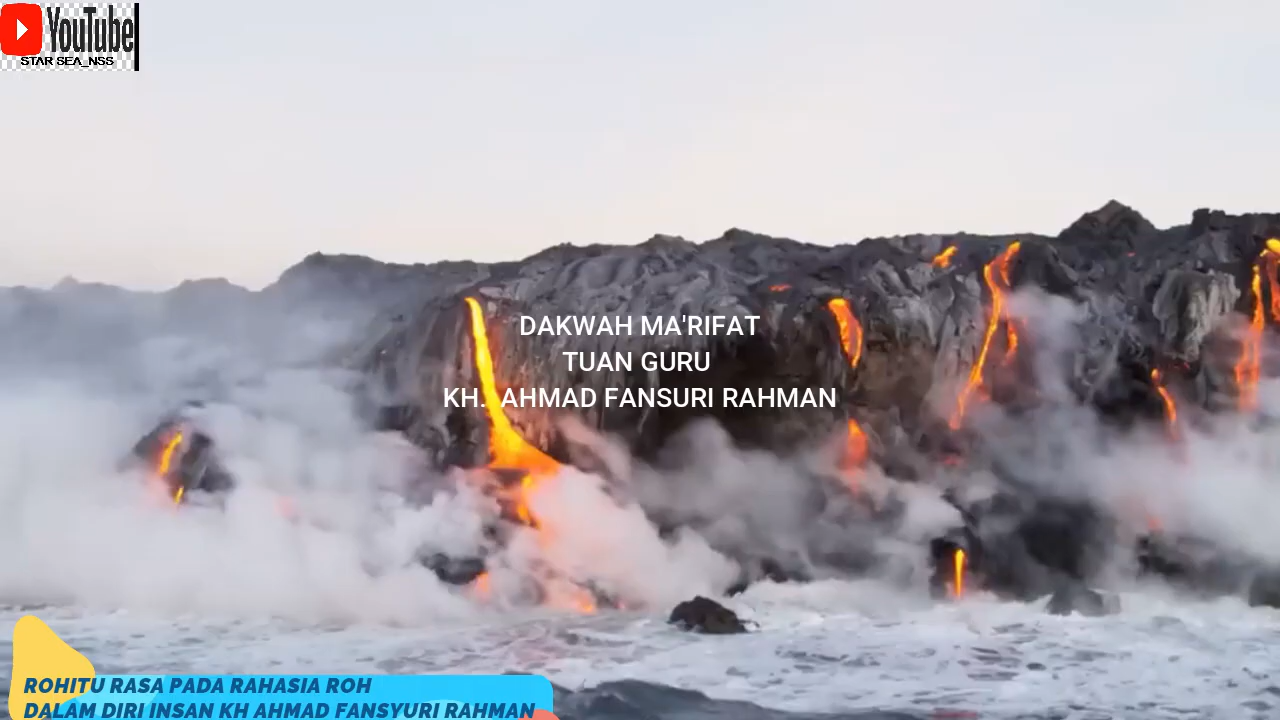 YouTube
STAR SEA_NSS
DAKWAH MA'RIFAT
TUAN GURU
KH. AHMAD FANSURI RAHMAN
ROHITU RASA PADA RAHASIA ROH
DALAM DIRI INSAN KH AHMAD FANSYURI RAHMAN